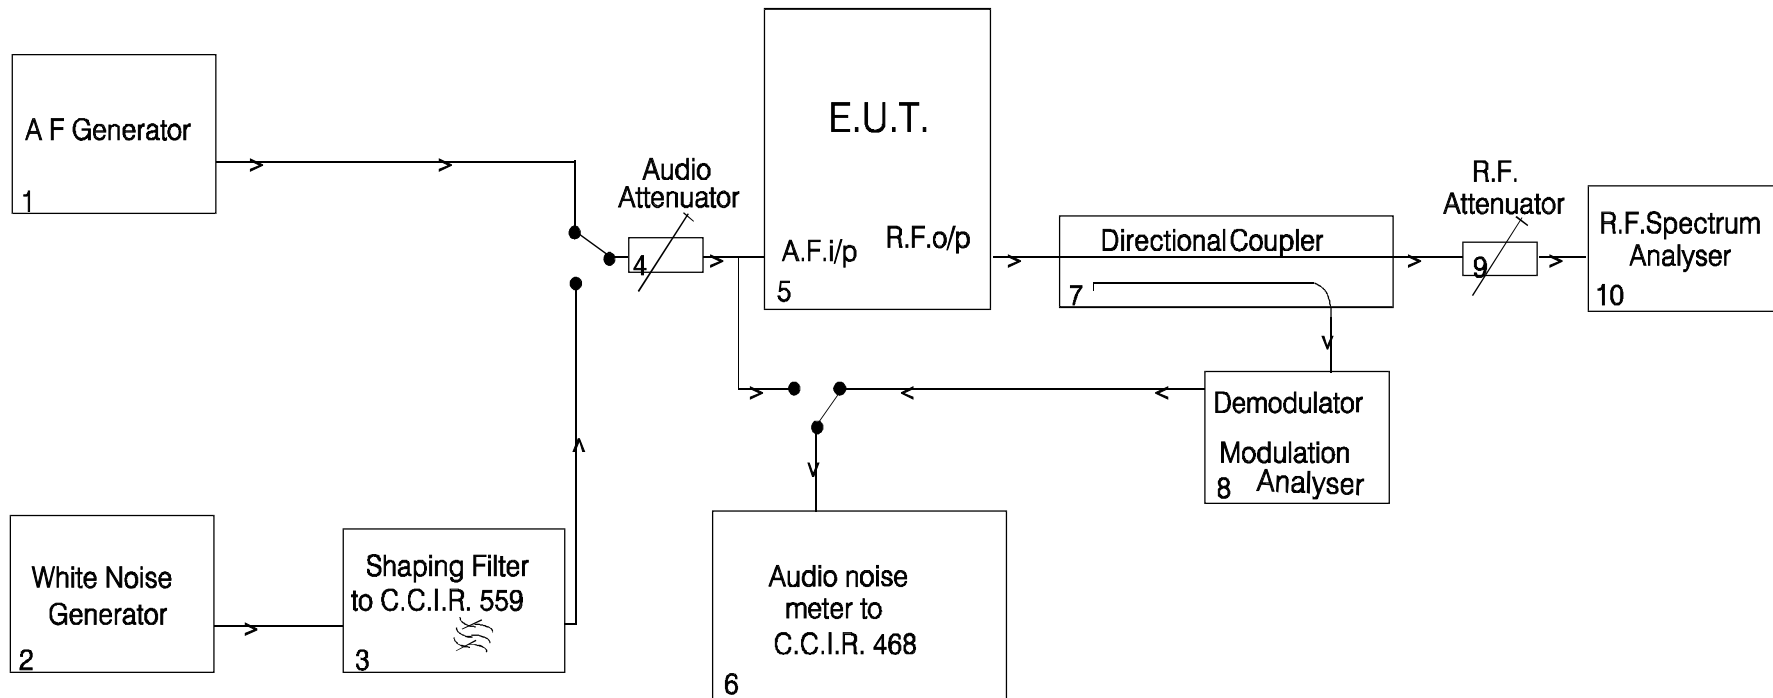 A F Generator
1
Audio
Attenuator
4
E.U.T.
A.F.i/p
R.F.o/p
5
Directional Coupler
7
R.F.
Attenuator
9
R.F.Spectrum
Analyser
10
Demodulator
Modulation
Analyser
8
White Noise
Generator
2
Shaping Filter
to C.C.I.R. 559
3
Audio noise
meter to
C.C.I.R. 468
6